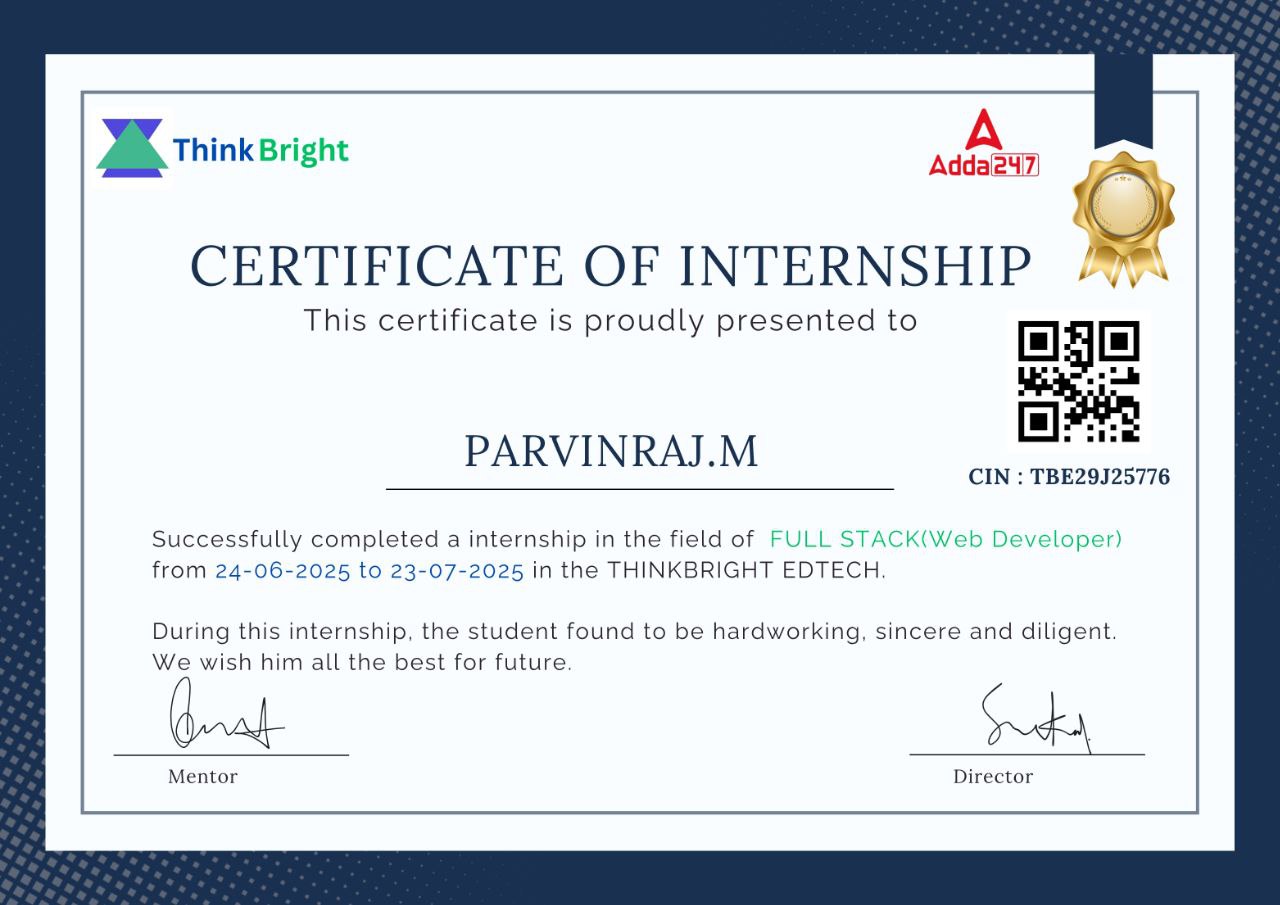 Think Bright
Adda247
CERTIFICATE OF INTERNSHIP
This certificate is proudly presented to
PARVINRAJ.M
CIN : TBE29J25776
Successfully completed a internship in the field of FULL STACK(Web Developer)
from 24-06-2025 to 23-07-2025 in the THINKBRIGHT EDTECH.
During this internship, the student found to be hardworking, sincere and diligent.
We wish him all the best for future.
Mentor
Director